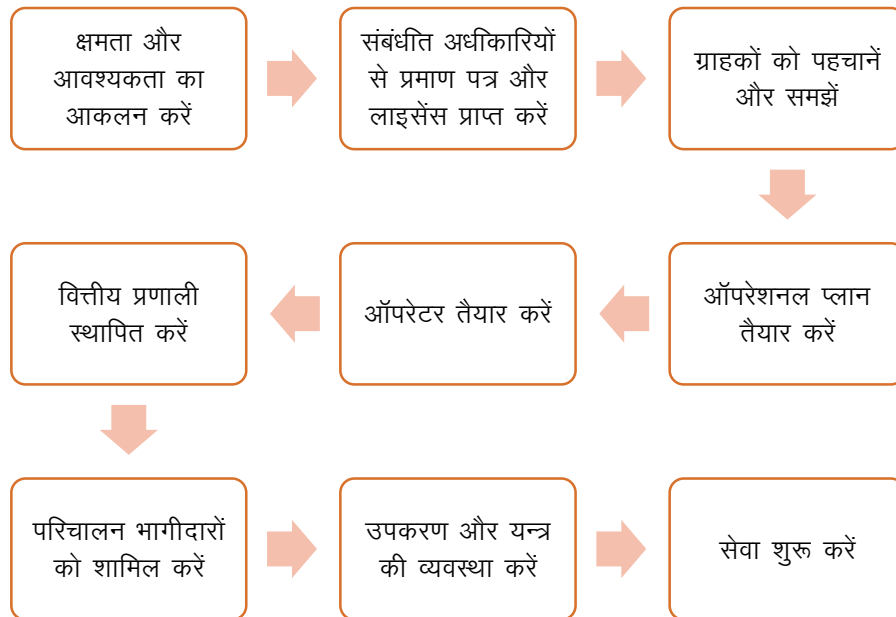 क्षमता और
आवश्यकता का
आकलन करें
संबंधीत अधीकारियों
से प्रमाण पत्र और
लाइसेंस प्राप्त करें
ग्राहकों को पहचानें
और समझें
ऑपरेशनल प्लान
तैयार करें
ऑपरेटर तैयार करें
वित्तीय प्रणाली
स्थापित करें
परिचालन भागीदारों
को शामिल करें
उपकरण और यन्त्र
की व्यवस्था करें
सेवा शुरू करें